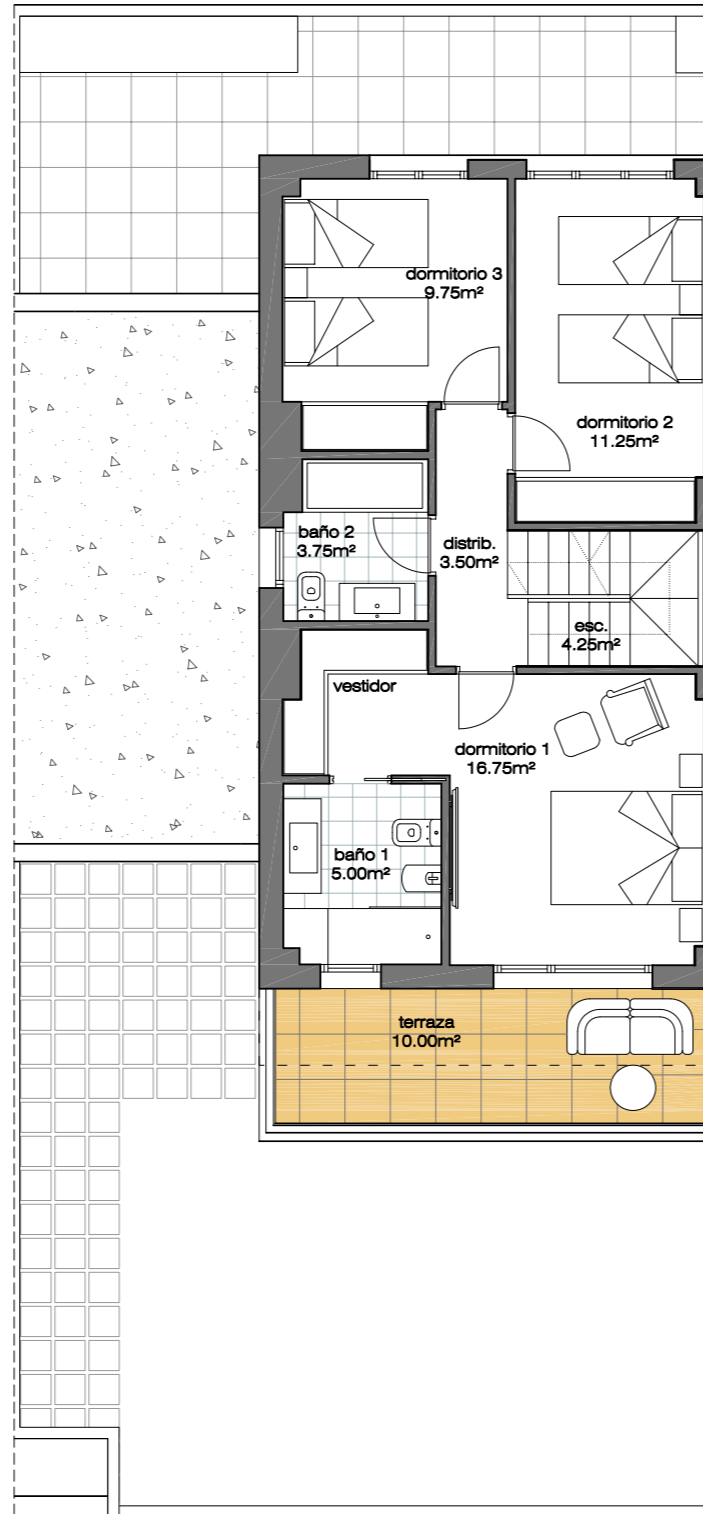 dormitorio 3
9.75m²
dormitorio 2
11.25m²
baño 2
3.75m²
distrib.
3.50m²
esc.
4.25m²
vestidor
dormitorio 1
16.75m²
baño 1
5.00m²
terraza
10.00m²